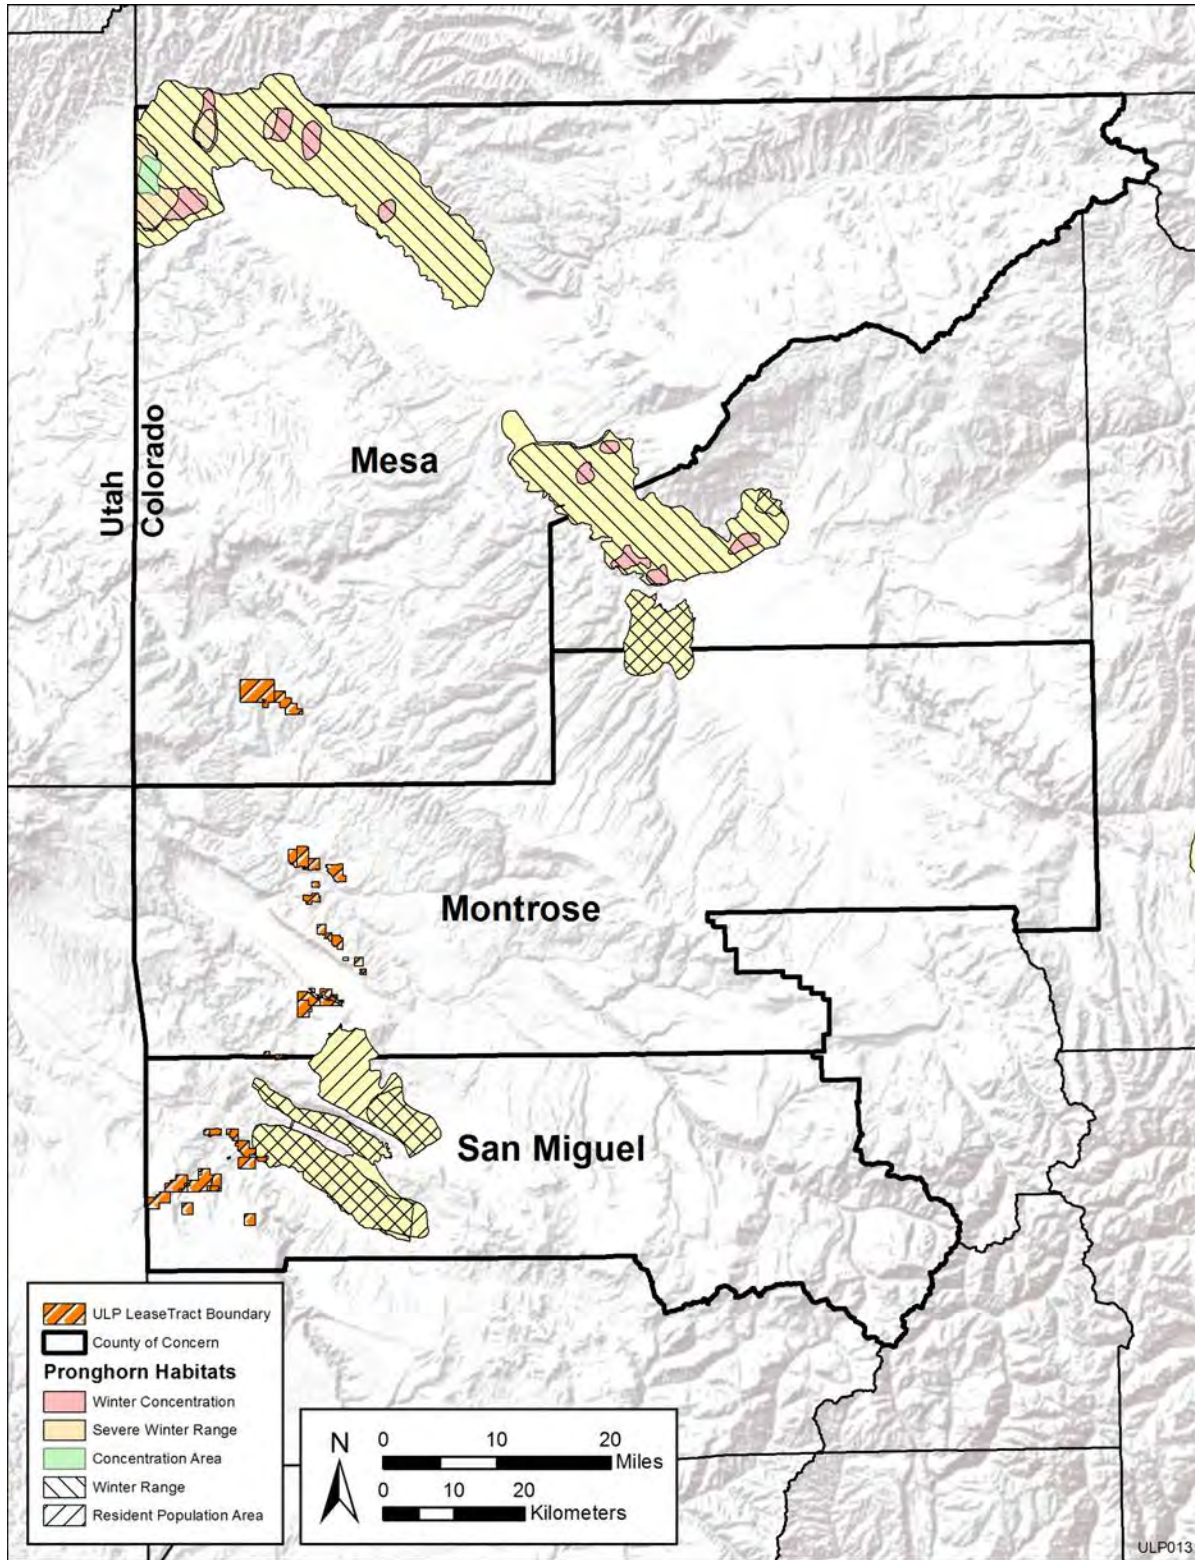 Mesa
Utah
Colorado
Montrose
San Miguel
ULP LeaseTract Boundary
County of Concern
Pronghorn Habitats
Winter Concentration
Severe Winter Range
Concentration Area
Winter Range
Resident Population Area
N
0 10 20
Miles
0 10 20
Kilometers
ULP013